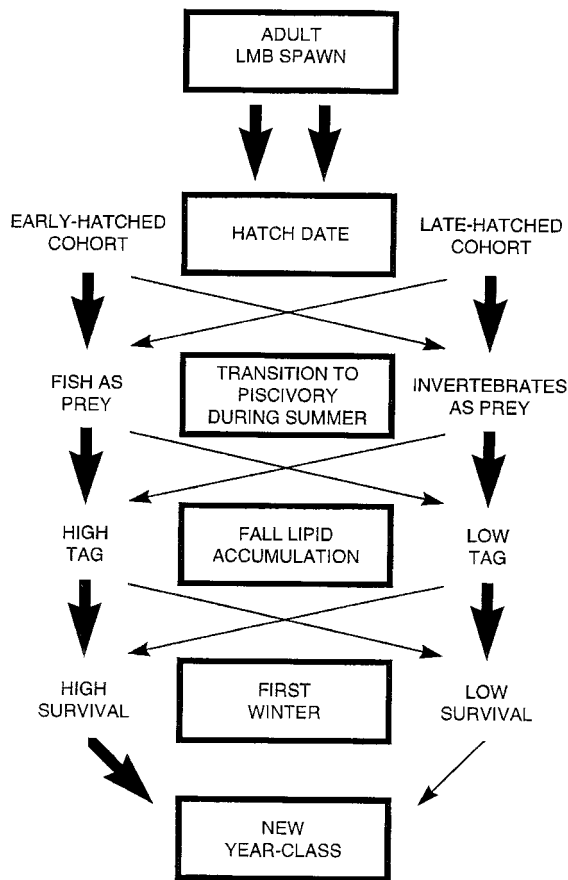 ADULT
LMB SPAWN
EARLY-HATCHED
COHORT
HATCH DATE
LATE-HATCHED
COHORT
FISH AS
PREY
TRANSITION TO
PISCIVORY
DURING SUMMER
INVERTEBRATES
AS PREY
HIGH
TAG
FALL LIPID
ACCUMULATION
LOW
TAG
HIGH
SURVIVAL
FIRST
WINTER
LOW
SURVIVAL
NEW
YEAR-CLASS